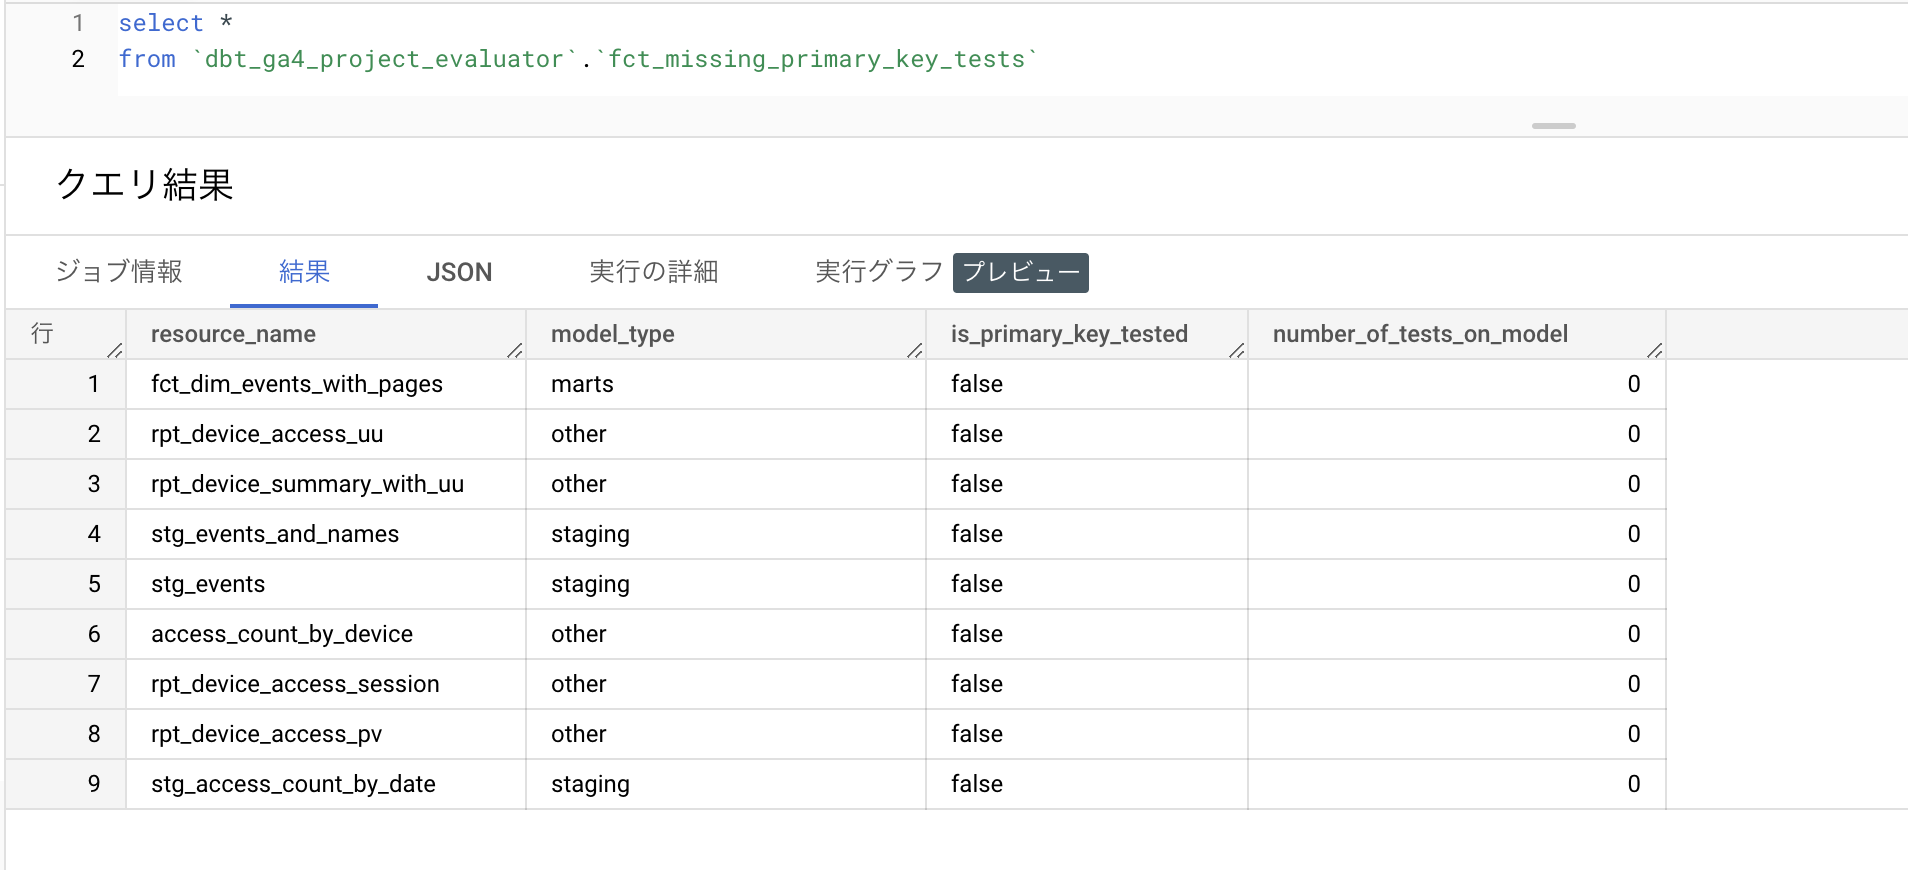 1 select *
2 from `dbt_ga4_project_evaluator`.`fct_missing_primary_key_tests`
クエリ結果
ジョブ情報 結果 JSON 実行の詳細 実行グラフ プレビュー
行 resource_name model_type is_primary_key_tested number_of_tests_on_model
1 fct_dim_events_with_pages marts false 0
2 rpt_device_access_uu other false 0
3 rpt_device_summary_with_uu other false 0
4 stg_events_and_names staging false 0
5 stg_events staging false 0
6 access_count_by_device other false 0
7 rpt_device_access_session other false 0
8 rpt_device_access_pv other false 0
9 stg_access_count_by_date staging false 0